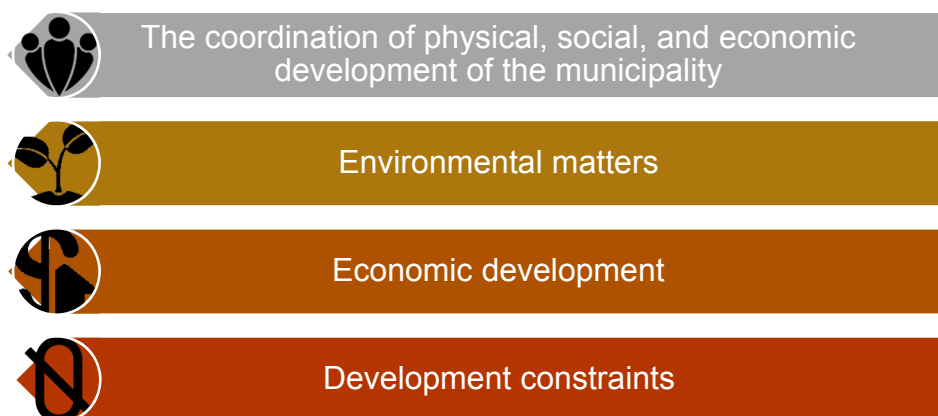 The coordination of physical, social, and economic
development of the municipality
Environmental matters
Economic development
Development constraints